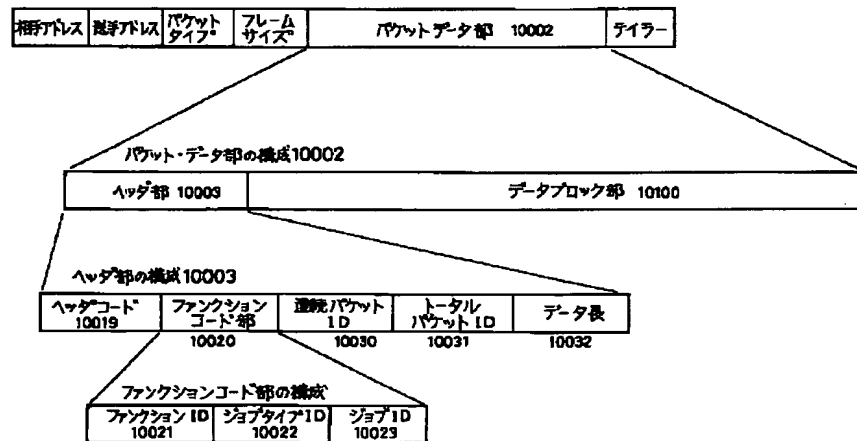 相手アドレス 送手アドレス パケットタイプ フレームサイズ パケットデータ部 10002 テイラー
パケット・データ部の構成10002
ヘッダ部 10003 データブロック部 10100
ヘッダ部の構成10003
ヘッダコード 10019 ファンクションコード部 連続パケットID トータルパケットID データ長
10020 10030 10031 10032
ファンクションコード部の構成
ファンクションID ジョブタイプID ジョブID
10021 10022 10023